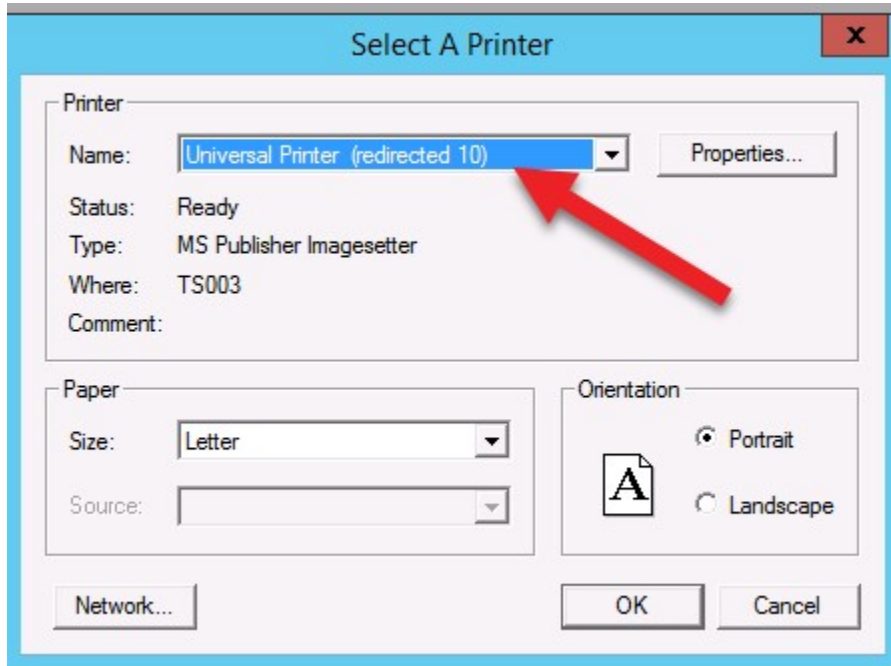 Select A Printer
x
Printer
Name: Universal Printer (redirected 10) Properties...
Status: Ready
Type: MS Publisher Imagesetter
Where: TS003
Comment:
Paper
Size: Letter
Source:
Orientation
A
Portrait
Landscape
Network... OK Cancel